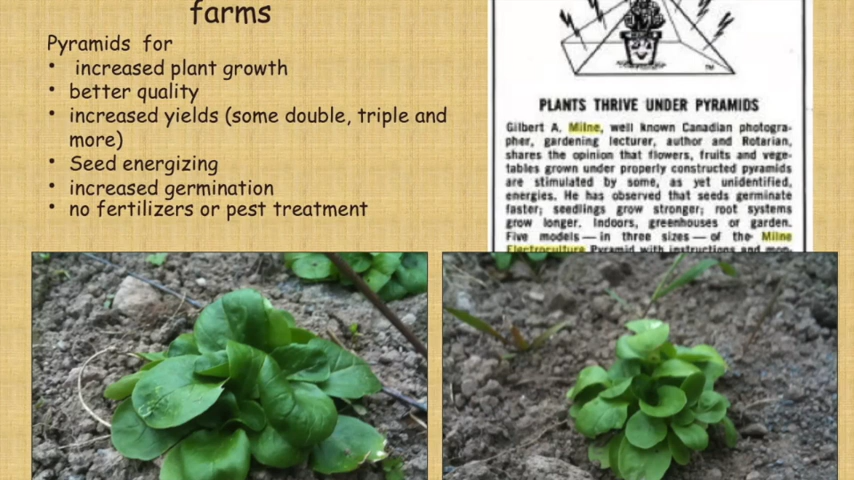 farms
Pyramids for
• increased plant growth
• better quality
• increased yields (some double, triple and
more)
• Seed energizing
• increased germination
• no fertilizers or pest treatment
TM
PLANTS THRIVE UNDER PYRAMIDS
Gilbert A. Milne, well known Canadian photogra-
pher, gardening lecturer, author and Rotarian,
shares the opinion that flowers, fruits and vege-
tables grown under properly constructed pyramids
are stimulated by some, as yet unidentified,
energies. He has observed that seeds germinate
faster; seedlings grow stronger; root systems
grow longer. Indoors, greenhouses or garden.
Five models — in three sizes — of the Milne
Electroculture Pyramid with instructions and